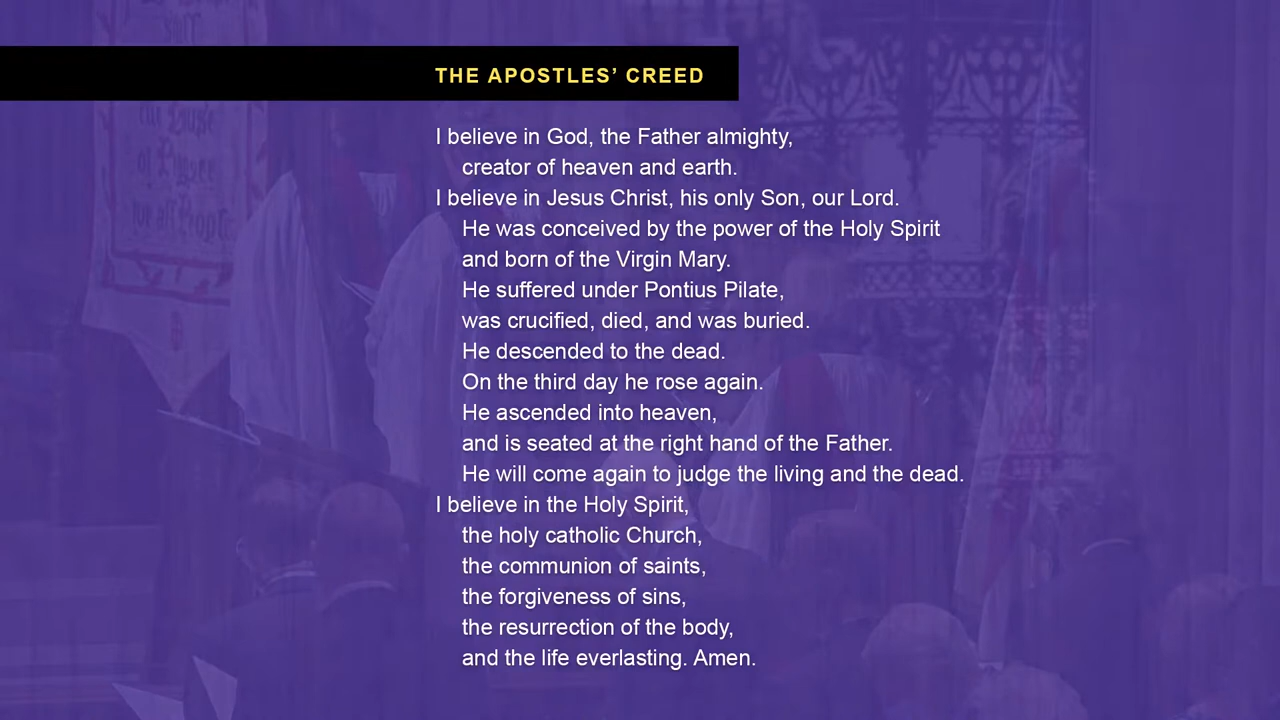 THE APOSTLES’ CREED
I believe in God, the Father almighty,
creator of heaven and earth.
I believe in Jesus Christ, his only Son, our Lord.
He was conceived by the power of the Holy Spirit
and born of the Virgin Mary.
He suffered under Pontius Pilate,
was crucified, died, and was buried.
He descended to the dead.
On the third day he rose again.
He ascended into heaven,
and is seated at the right hand of the Father.
He will come again to judge the living and the dead.
I believe in the Holy Spirit,
the holy catholic Church,
the communion of saints,
the forgiveness of sins,
the resurrection of the body,
and the life everlasting. Amen.